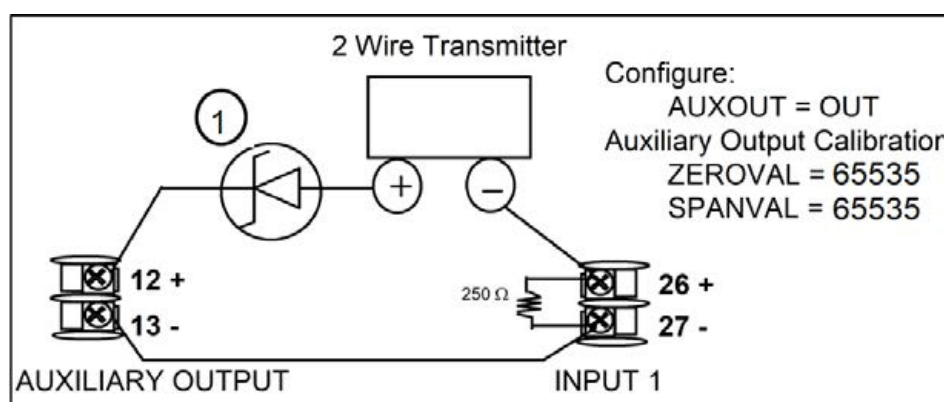 2 Wire Transmitter
Configure:
AUXOUT = OUT
Auxiliary Output Calibration
ZEROVAL = 65535
SPANVAL = 65535
1
+
−
12 +
13 -
250 Ω
26 +
27 -
AUXILIARY OUTPUT
INPUT 1